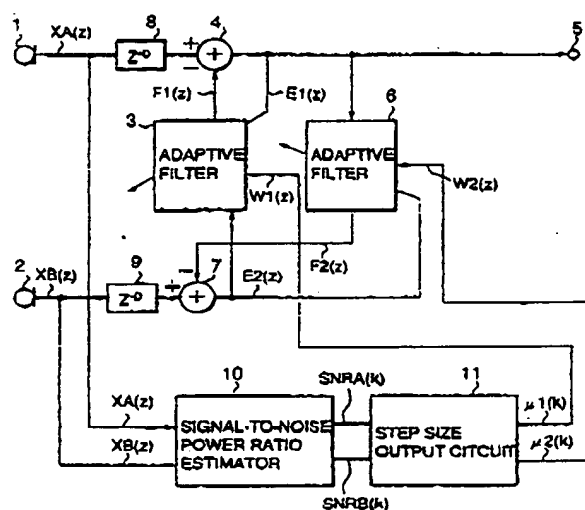 1
XA(z)
8
z⁻ᴰ
+
−
4
+
5
F1(z)
E1(z)
3
ADAPTIVE
FILTER
W1(z)
6
ADAPTIVE
FILTER
W2(z)
F2(z)
2
XB(z)
9
z⁻ᴰ
+
−
7
+
E2(z)
10
XA(z)
XB(z)
SIGNAL-TO-NOISE
POWER RATIO
ESTIMATOR
SNRA(k)
SNRB(k)
11
STEP SIZE
OUTPUT CITCUIT
μ1(k)
μ2(k)